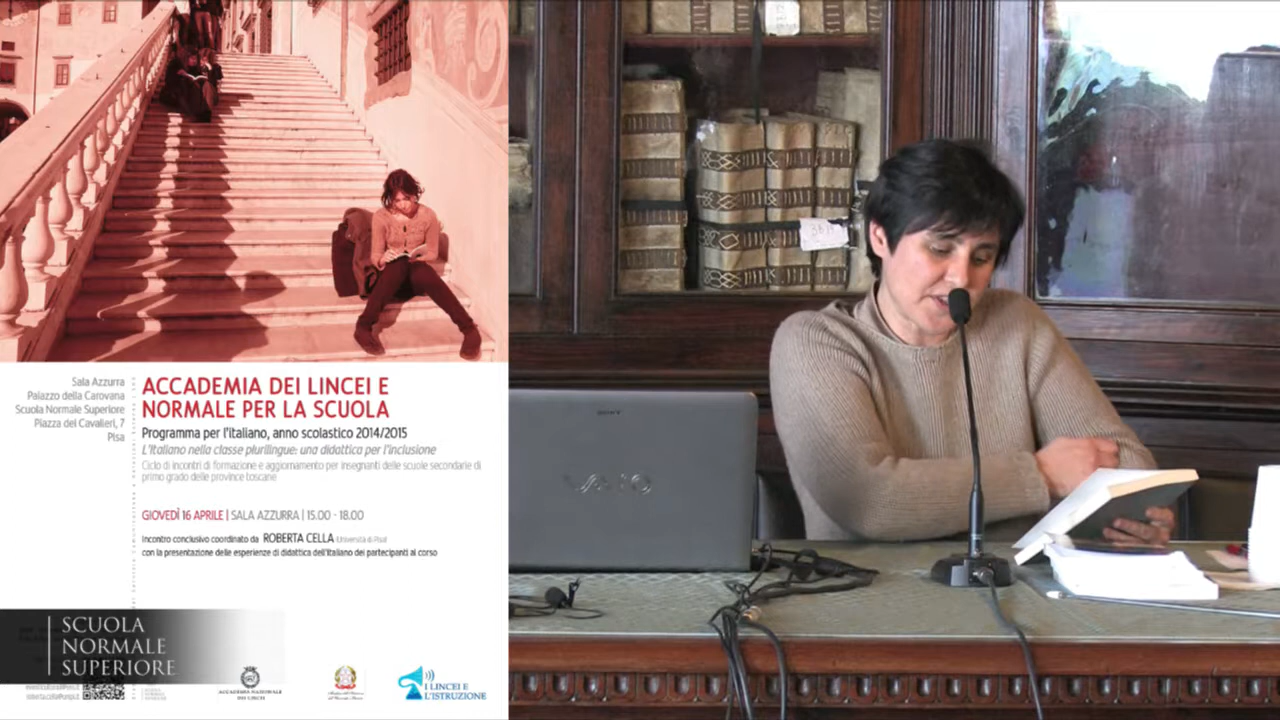 Sala Azzurra
Palazzo della Carovana
Scuola Normale Superiore
Piazza dei Cavalieri, 7
Pisa
ACCADEMIA DEI LINCEI E
NORMALE PER LA SCUOLA
Programma per l'italiano, anno scolastico 2014/2015
L'italiano nella classe plurilingue: una didattica per l'inclusione
Ciclo di incontri di formazione e aggiornamento per insegnanti delle scuole secondarie di
primo grado delle province toscane
GIOVEDÌ 16 APRILE | SALA AZZURRA | 15.00 - 18.00
Incontro conclusivo coordinato da ROBERTA CELLA Università di Pisa
con la presentazione delle esperienze di didattica dell'italiano dei partecipanti al corso
SCUOLA
NORMALE
SUPERIORE
ACCADEMIA NAZIONALE
DEI LINCEI
I LINCEI E
L'ISTRUZIONE
SONY
VAIO